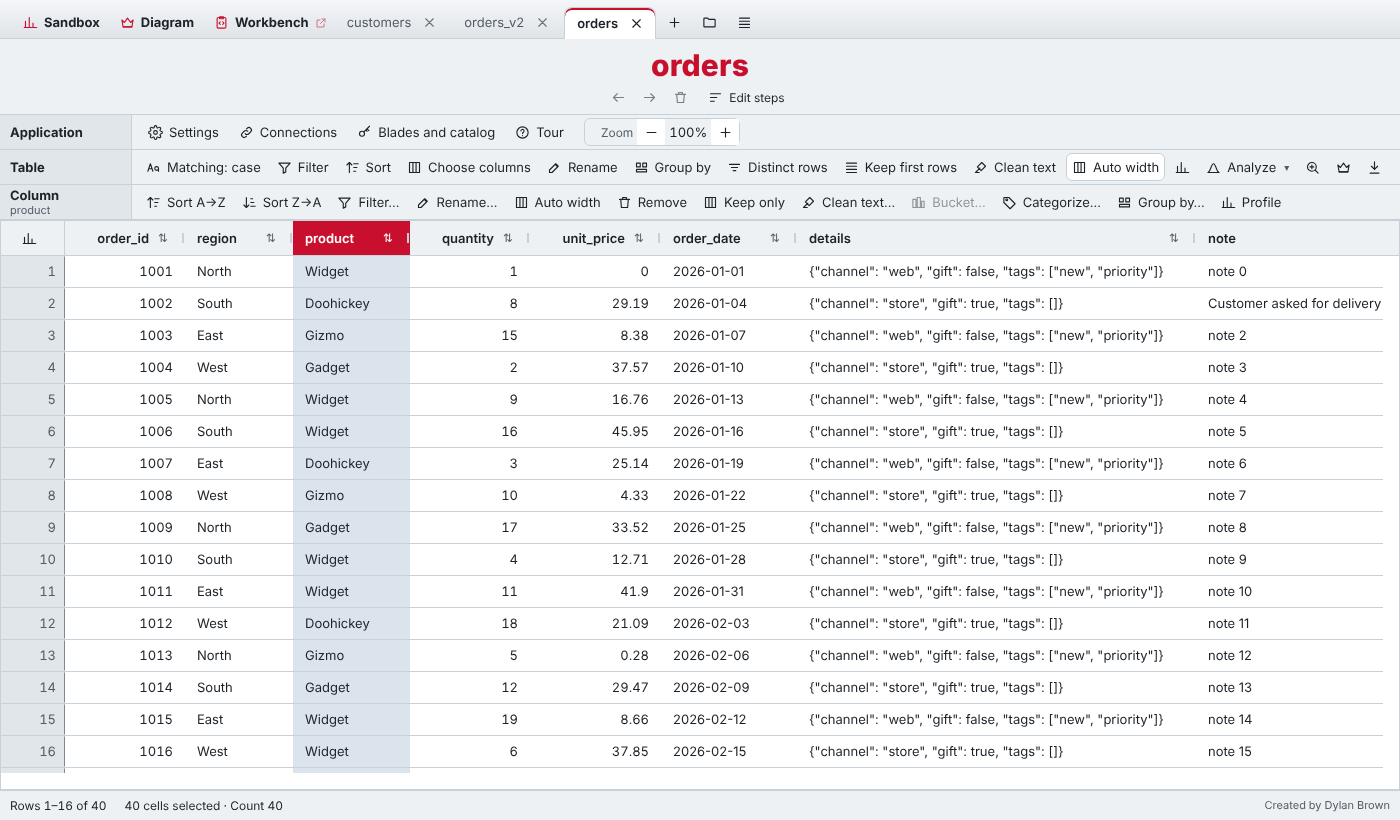 Sandbox Diagram Workbench customers orders_v2 orders
orders
Edit steps
Application Settings Connections Blades and catalog Tour Zoom 100%
Table Matching: case Filter Sort Choose columns Rename Group by Distinct rows Keep first rows Clean text Auto width Analyze
Column
product
Sort A→Z Sort Z→A Filter... Rename... Auto width Remove Keep only Clean text... Bucket... Categorize... Group by... Profile
order_id region product quantity unit_price order_date details note
1 1001 North Widget 1 0 2026-01-01 {"channel": "web", "gift": false, "tags": ["new", "priority"]} note 0
2 1002 South Doohickey 8 29.19 2026-01-04 {"channel": "store", "gift": true, "tags": []} Customer asked for delivery
3 1003 East Gizmo 15 8.38 2026-01-07 {"channel": "web", "gift": false, "tags": ["new", "priority"]} note 2
4 1004 West Gadget 2 37.57 2026-01-10 {"channel": "store", "gift": true, "tags": []} note 3
5 1005 North Widget 9 16.76 2026-01-13 {"channel": "web", "gift": false, "tags": ["new", "priority"]} note 4
6 1006 South Widget 16 45.95 2026-01-16 {"channel": "store", "gift": true, "tags": []} note 5
7 1007 East Doohickey 3 25.14 2026-01-19 {"channel": "web", "gift": false, "tags": ["new", "priority"]} note 6
8 1008 West Gizmo 10 4.33 2026-01-22 {"channel": "store", "gift": true, "tags": []} note 7
9 1009 North Gadget 17 33.52 2026-01-25 {"channel": "web", "gift": false, "tags": ["new", "priority"]} note 8
10 1010 South Widget 4 12.71 2026-01-28 {"channel": "store", "gift": true, "tags": []} note 9
11 1011 East Widget 11 41.9 2026-01-31 {"channel": "web", "gift": false, "tags": ["new", "priority"]} note 10
12 1012 West Doohickey 18 21.09 2026-02-03 {"channel": "store", "gift": true, "tags": []} note 11
13 1013 North Gizmo 5 0.28 2026-02-06 {"channel": "web", "gift": false, "tags": ["new", "priority"]} note 12
14 1014 South Gadget 12 29.47 2026-02-09 {"channel": "store", "gift": true, "tags": []} note 13
15 1015 East Widget 19 8.66 2026-02-12 {"channel": "web", "gift": false, "tags": ["new", "priority"]} note 14
16 1016 West Widget 6 37.85 2026-02-15 {"channel": "store", "gift": true, "tags": []} note 15
Rows 1–16 of 40 40 cells selected · Count 40 Created by Dylan Brown